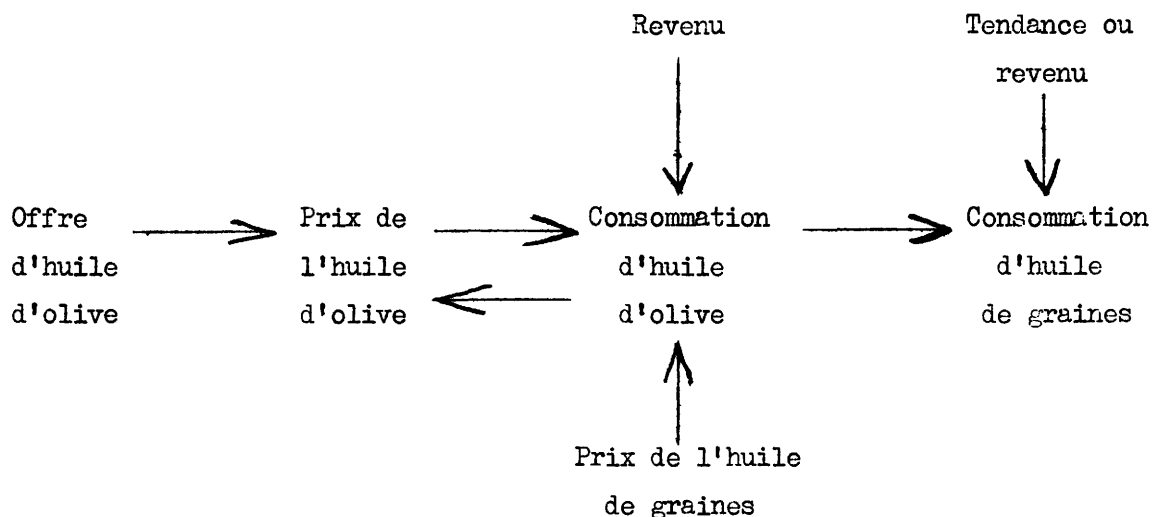 Revenu
Tendance ou
revenu
Offre
d'huile
d'olive
Prix de
l'huile
d'olive
Consommation
d'huile
d'olive
Consommation
d'huile
de graines
Prix de l'huile
de graines